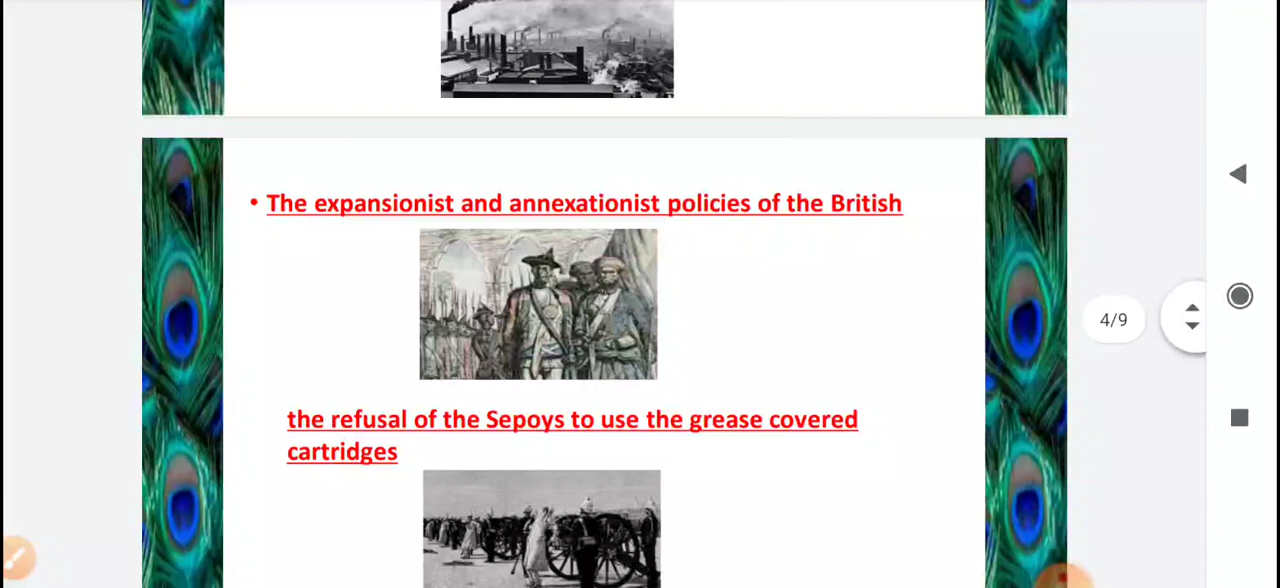 • The expansionist and annexationist policies of the British
4/9
the refusal of the Sepoys to use the grease covered
cartridges